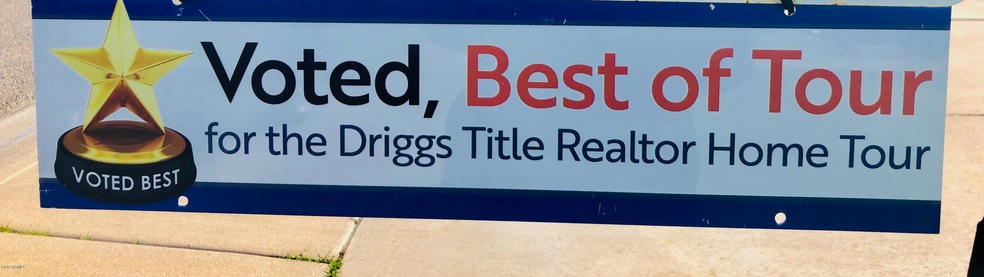 Voted, Best of Tour
for the Driggs Title Realtor Home Tour
VOTED BEST